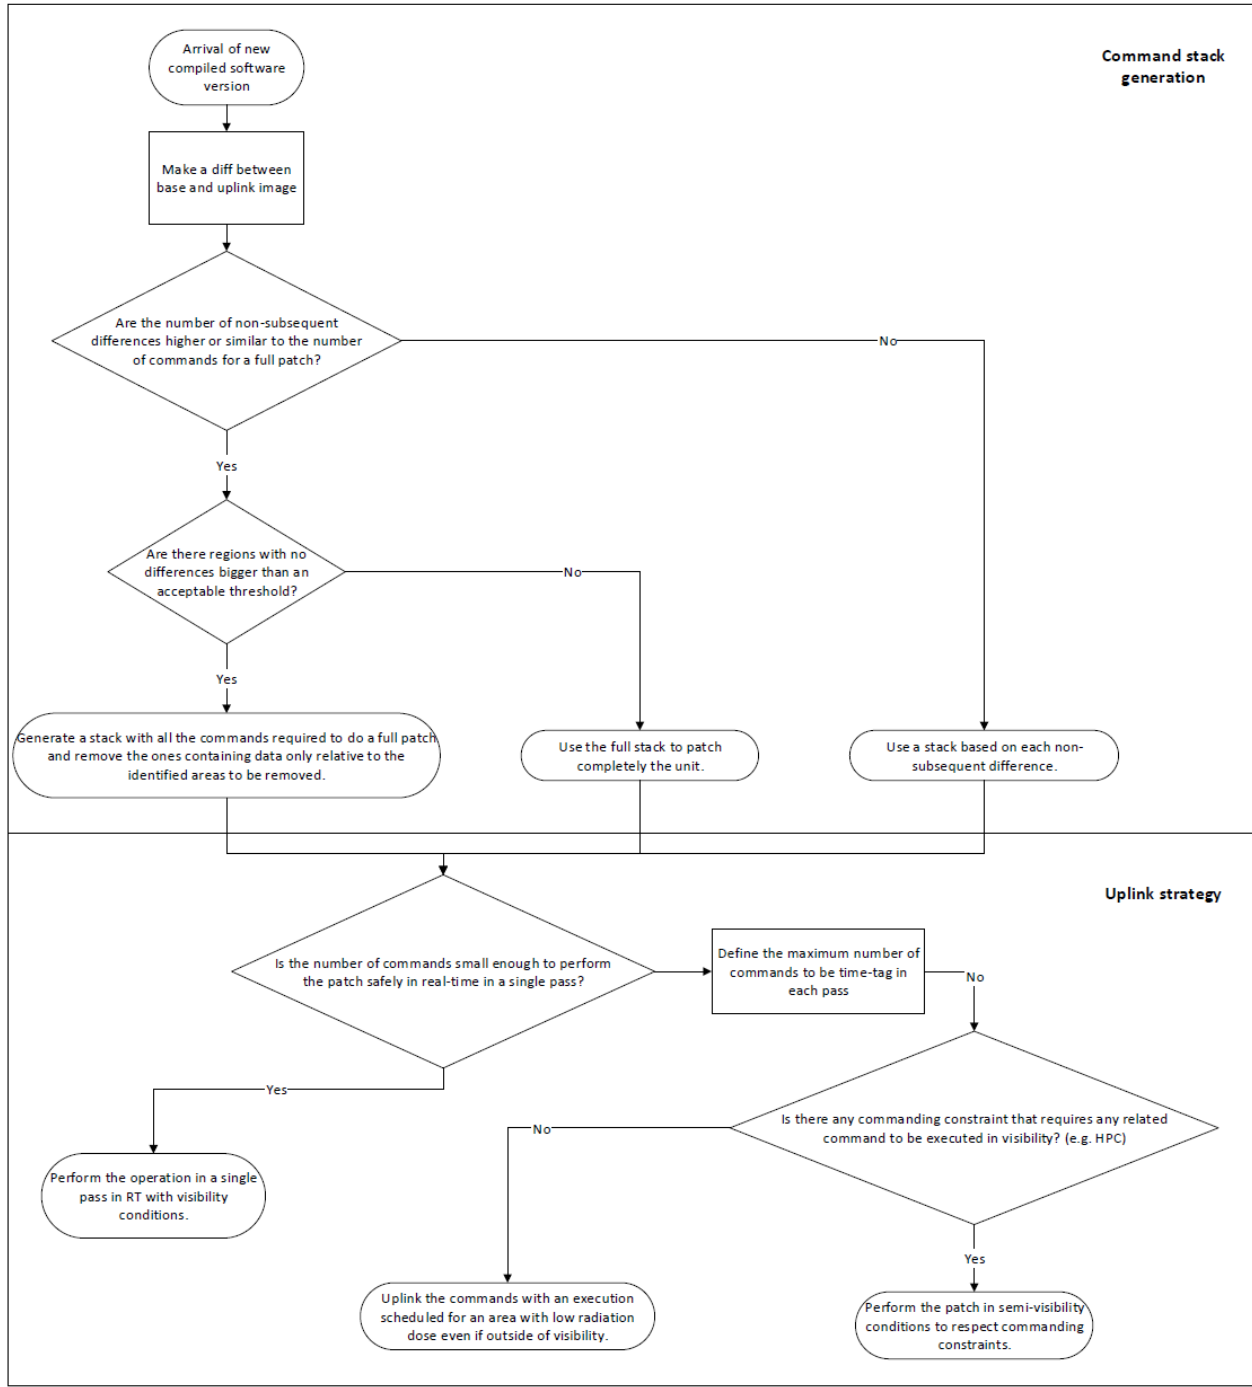 Arrival of new
compiled software
version
Command stack
generation
Make a diff between
base and uplink image
Are the number of non-subsequent
differences higher or similar to the number
of commands for a full patch?
No
Yes
Are there regions with no
differences bigger than an
acceptable threshold?
No
Yes
Generate a stack with all the commands required to do a full patch
and remove the ones containing data only relative to the
identified areas to be removed.
Use the full stack to patch
completely the unit.
Use a stack based on each non-
subsequent difference.
Uplink strategy
Is the number of commands small enough to perform
the patch safely in real-time in a single pass?
Define the maximum number of
commands to be time-tag in
each pass
No
Yes
Is there any commanding constraint that requires any related
command to be executed in visibility? (e.g. HPC)
No
Perform the operation in a single
pass in RT with visibility
conditions.
Yes
Uplink the commands with an execution
scheduled for an area with low radiation
dose even if outside of visibility.
Perform the patch in semi-visibility
conditions to respect commanding
constraints.